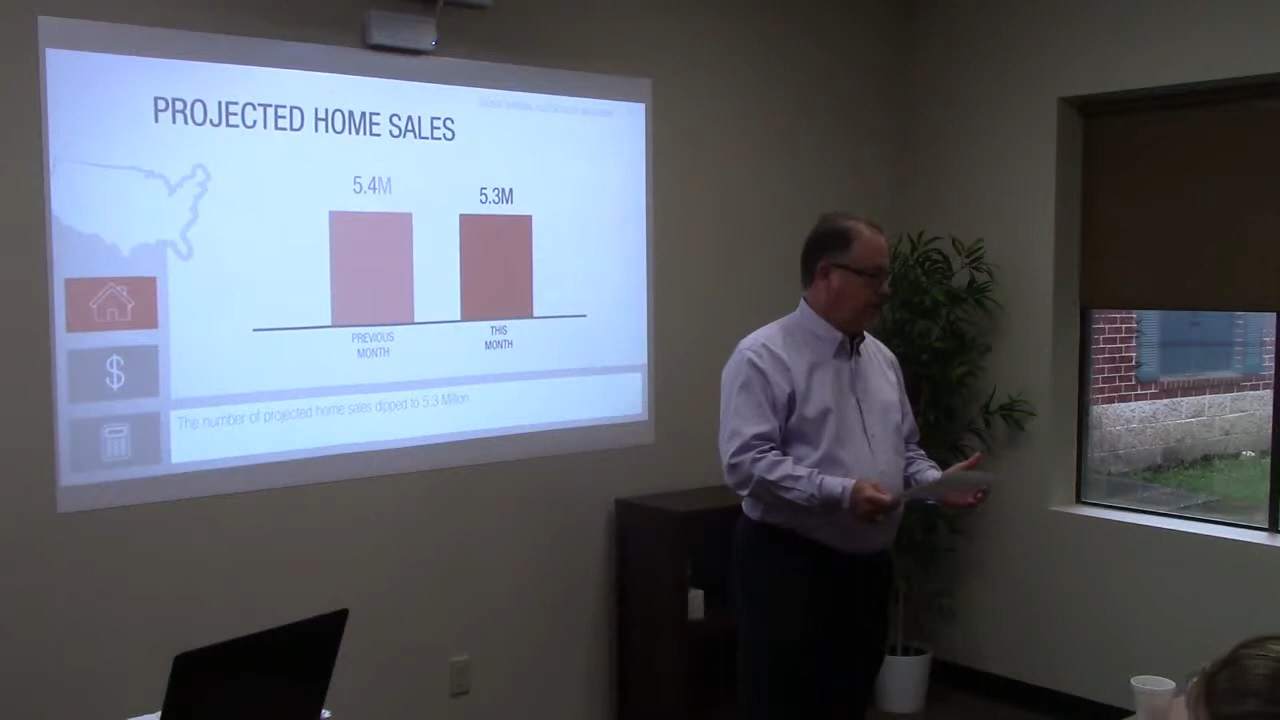 PROJECTED HOME SALES
5.4M
5.3M
PREVIOUS
MONTH
THIS
MONTH
$
The number of projected home sales dipped to 5.3 Million.